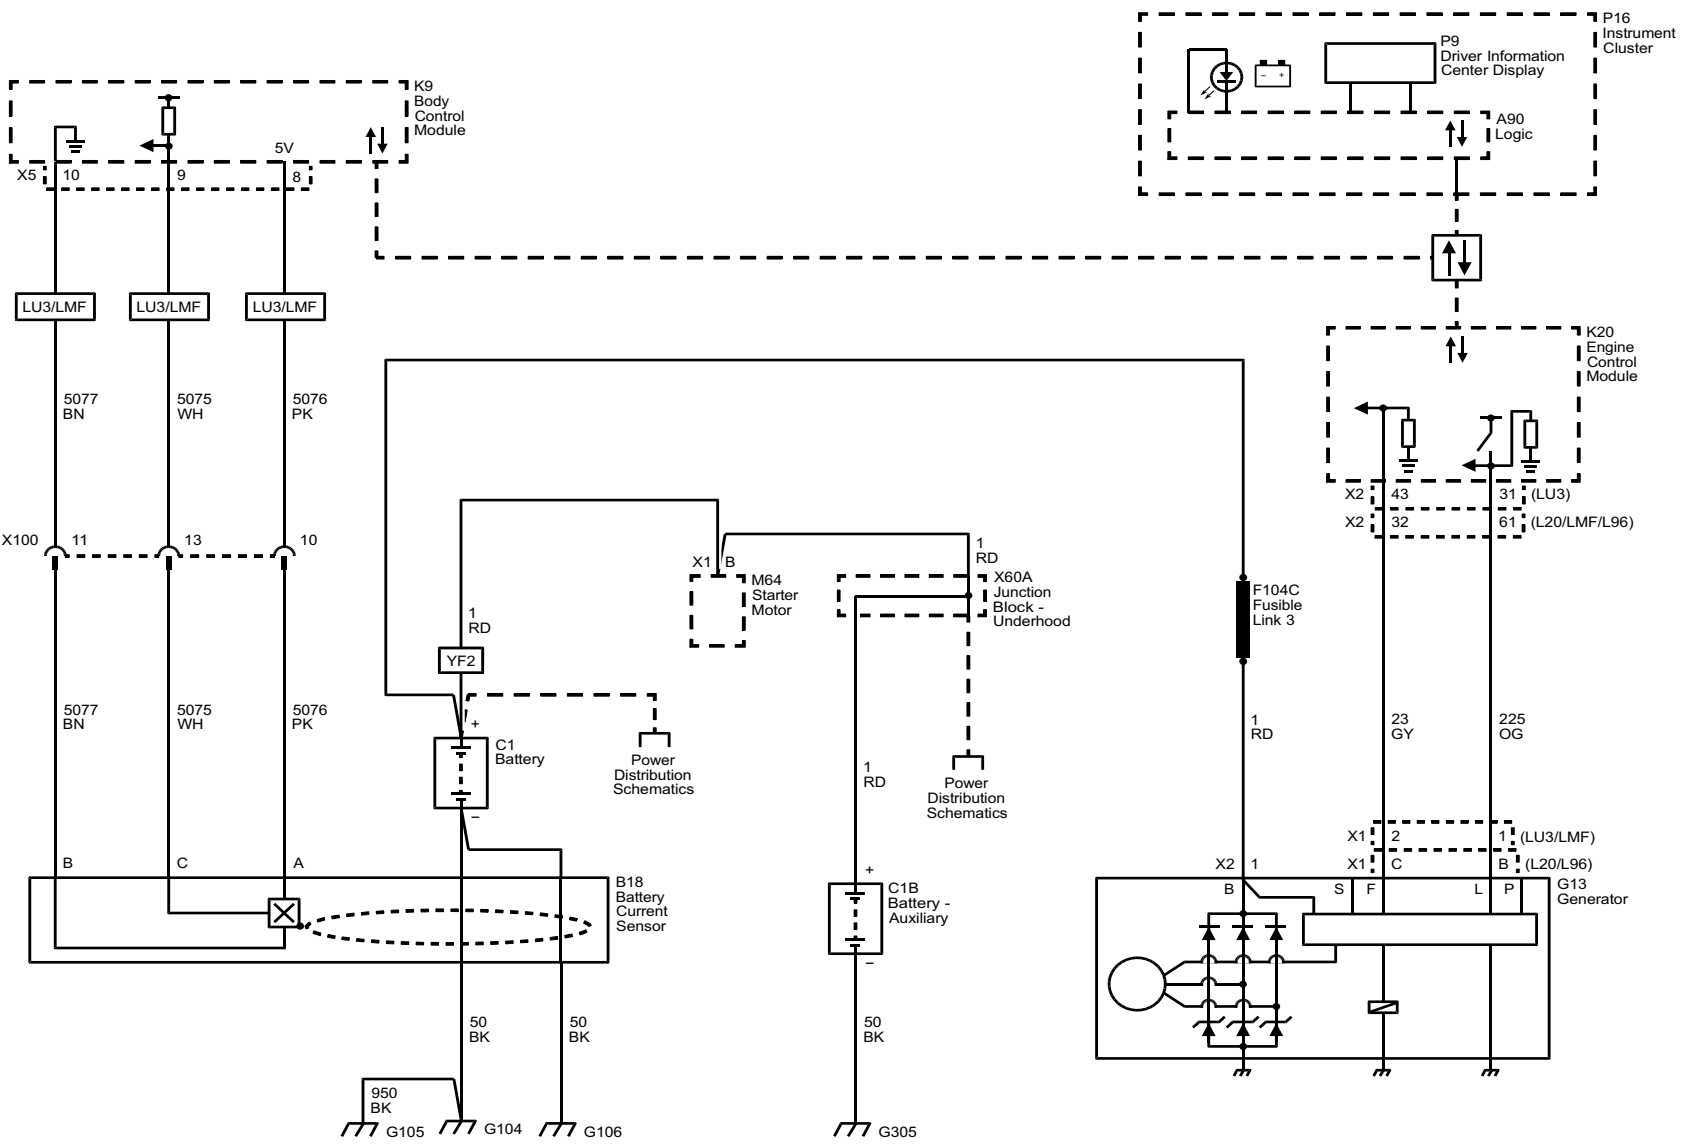 P16
Instrument
Cluster
P9
Driver Information
Center Display
- +
A90
Logic
K9
Body
Control
Module
5V
X5 10 9 8
LU3/LMF LU3/LMF LU3/LMF
K20
Engine
Control
Module
5077
BN
5075
WH
5076
PK
X2 43 31 (LU3)
X2 32 61 (L20/LMF/L96)
X100 11 13 10
X1 B
M64
Starter
Motor
1
RD
X60A
Junction
Block -
Underhood
F104C
Fusible
Link 3
1
RD
YF2
5077
BN
5075
WH
5076
PK
+
C1
Battery
-
Power
Distribution
Schematics
1
RD
Power
Distribution
Schematics
1
RD
23
GY
225
OG
X1 2 1 (LU3/LMF)
X2 1 X1 C B (L20/L96)
B C A
B18
Battery
Current
Sensor
+
C1B
Battery -
Auxiliary
-
B S F L P
G13
Generator
50
BK
50
BK
50
BK
950
BK
G105 G104 G106 G305